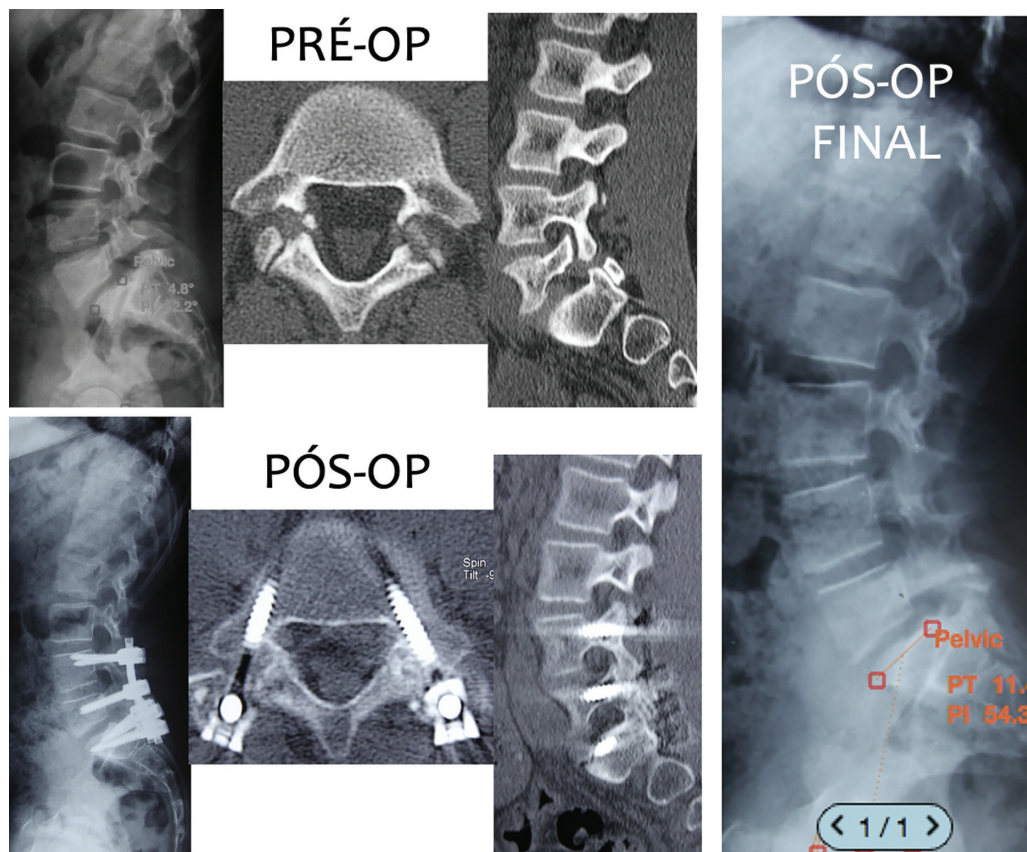 PRÉ-OP
Pelvic
PT 4.8°
PÓS-OP
Spin
Tilt: -9
PÓS-OP
FINAL
Pelvic
PT 11.
PI 54.3
1 / 1